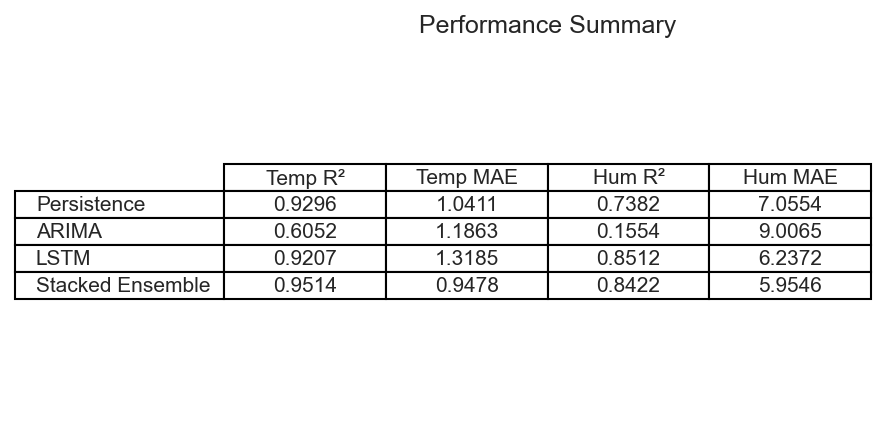 Performance Summary
Temp R² Temp MAE Hum R² Hum MAE
Persistence 0.9296 1.0411 0.7382 7.0554
ARIMA 0.6052 1.1863 0.1554 9.0065
LSTM 0.9207 1.3185 0.8512 6.2372
Stacked Ensemble 0.9514 0.9478 0.8422 5.9546